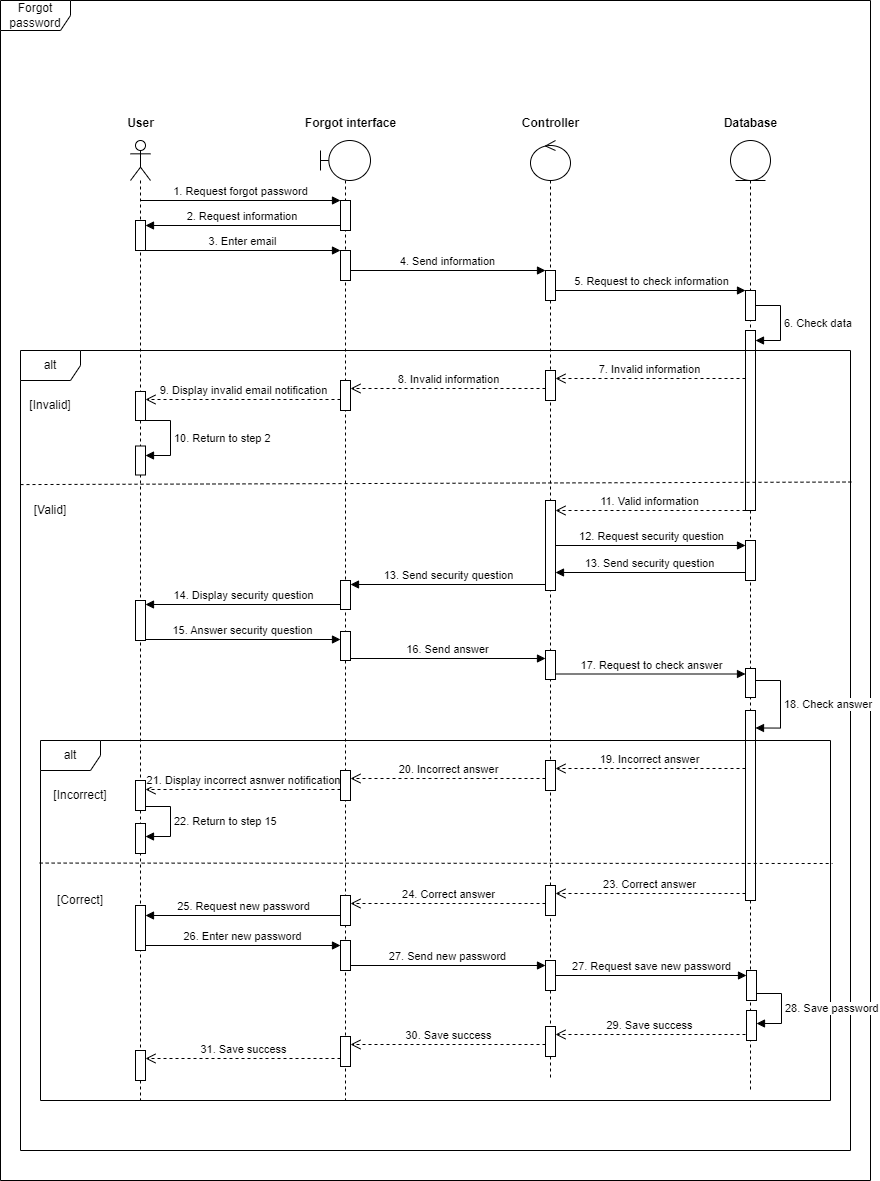 Forgot
password
User
Forgot interface
Controller
Database
1. Request forgot password
2. Request information
3. Enter email
4. Send information
5. Request to check information
6. Check data
alt
[Invalid]
7. Invalid information
8. Invalid information
9. Display invalid email notification
10. Return to step 2
[Valid]
11. Valid information
12. Request security question
13. Send security question
13. Send security question
14. Display security question
15. Answer security question
16. Send answer
17. Request to check answer
18. Check answer
alt
[Incorrect]
19. Incorrect answer
20. Incorrect answer
21. Display incorrect asnwer notification
22. Return to step 15
[Correct]
23. Correct answer
24. Correct answer
25. Request new password
26. Enter new password
27. Send new password
27. Request save new password
28. Save password
29. Save success
30. Save success
31. Save success